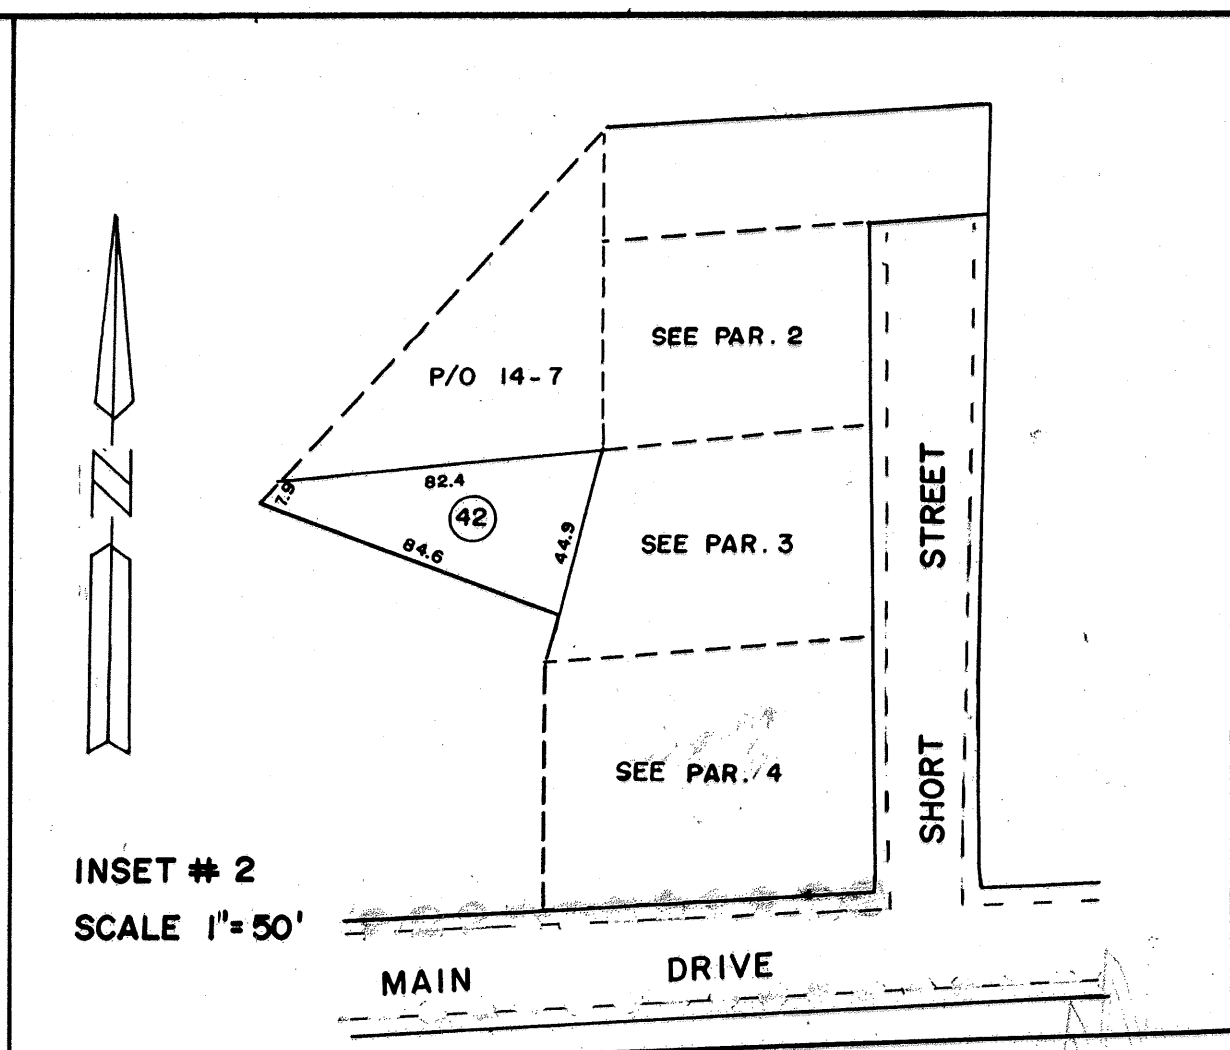 SEE PAR. 2
P/O 14-7
82.4
7.9
42
84.6
44.9
SEE PAR. 3
SHORT STREET
SEE PAR. 4
N
INSET # 2
SCALE 1"= 50'
MAIN DRIVE